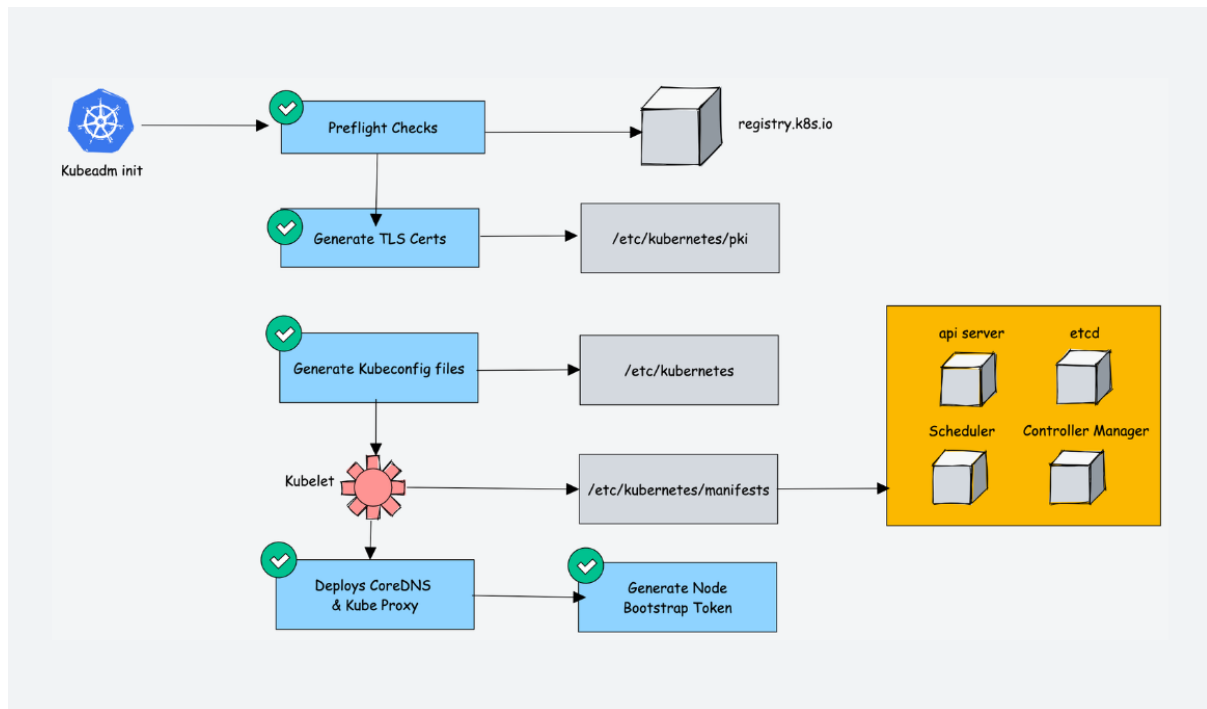 Kubeadm init
Preflight Checks
registry.k8s.io
Generate TLS Certs
/etc/kubernetes/pki
Generate Kubeconfig files
/etc/kubernetes
api server
etcd
Scheduler
Controller Manager
Kubelet
/etc/kubernetes/manifests
Deploys CoreDNS
& Kube Proxy
Generate Node
Bootstrap Token